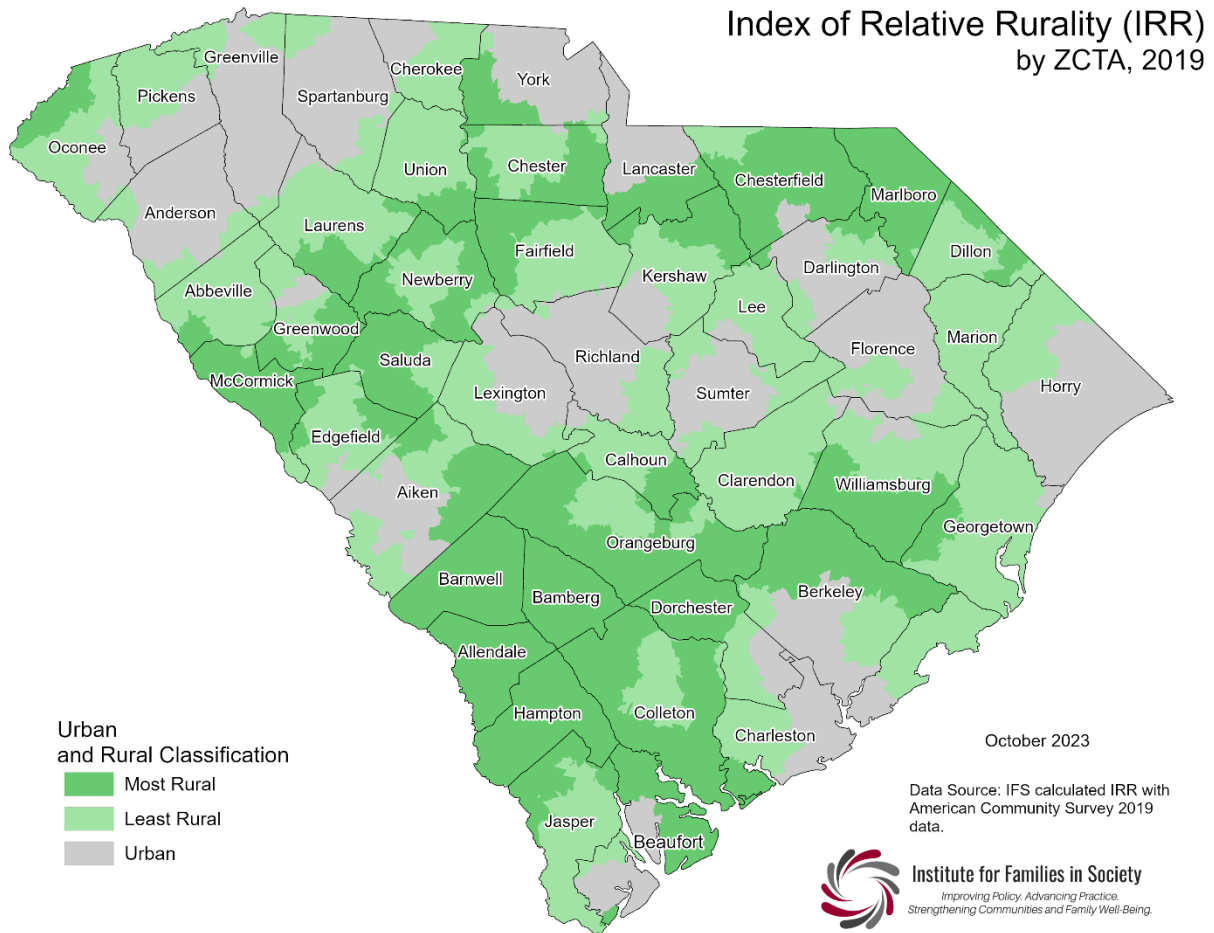 Index of Relative Rurality (IRR)
by ZCTA, 2019
Greenville
Cherokee
York
Pickens
Spartanburg
Oconee
Union
Chester
Lancaster
Chesterfield
Marlboro
Anderson
Laurens
Fairfield
Dillon
Newberry
Kershaw
Darlington
Abbeville
Lee
Greenwood
Marion
Saluda
Richland
Florence
McCormick
Lexington
Sumter
Horry
Edgefield
Calhoun
Clarendon
Williamsburg
Aiken
Georgetown
Orangeburg
Barnwell
Bamberg
Dorchester
Berkeley
Allendale
Hampton
Colleton
Charleston
Jasper
Beaufort
Urban
and Rural Classification
Most Rural
Least Rural
Urban
October 2023
Data Source: IFS calculated IRR with
American Community Survey 2019
data.
Institute for Families in Society
Improving Policy. Advancing Practice.
Strengthening Communities and Family Well-Being.